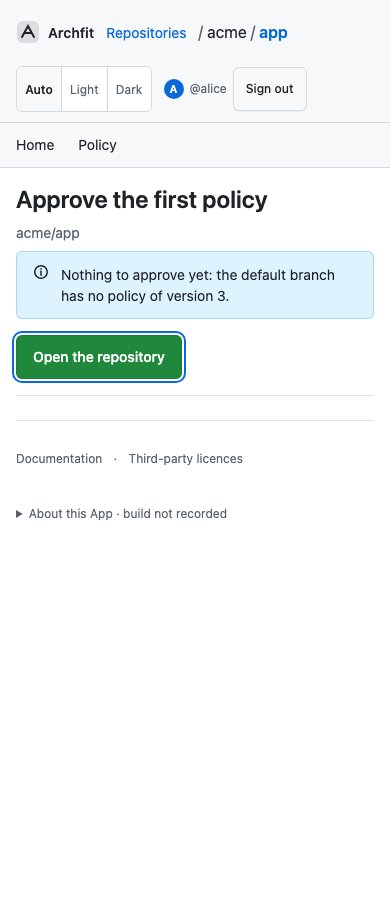 Archfit Repositories / acme / app
Auto Light Dark A @alice Sign out
Home Policy
Approve the first policy
acme/app
Nothing to approve yet: the default branch
has no policy of version 3.
Open the repository
Documentation · Third-party licences
About this App · build not recorded